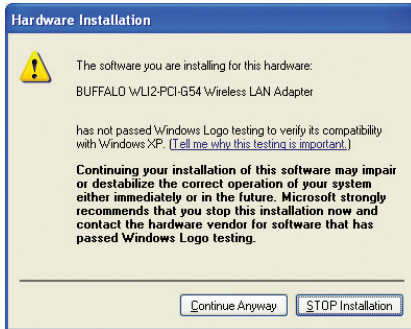 Hardware Installation
The software you are installing for this hardware:
BUFFALO WLI2-PCI-G54 Wireless LAN Adapter
has not passed Windows Logo testing to verify its compatibility
with Windows XP. (Tell me why this testing is important.)
Continuing your installation of this software may impair
or destabilize the correct operation of your system
either immediately or in the future. Microsoft strongly
recommends that you stop this installation now and
contact the hardware vendor for software that has
passed Windows Logo testing.
Continue Anyway
STOP Installation